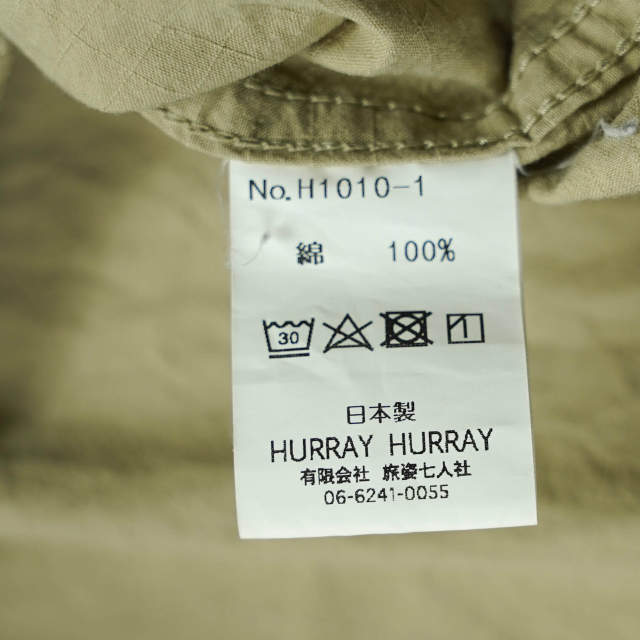 No.H1010-1
綿 100%
30
日本製
HURRAY HURRAY
有限会社 旅姿七人社
06-6241-0055